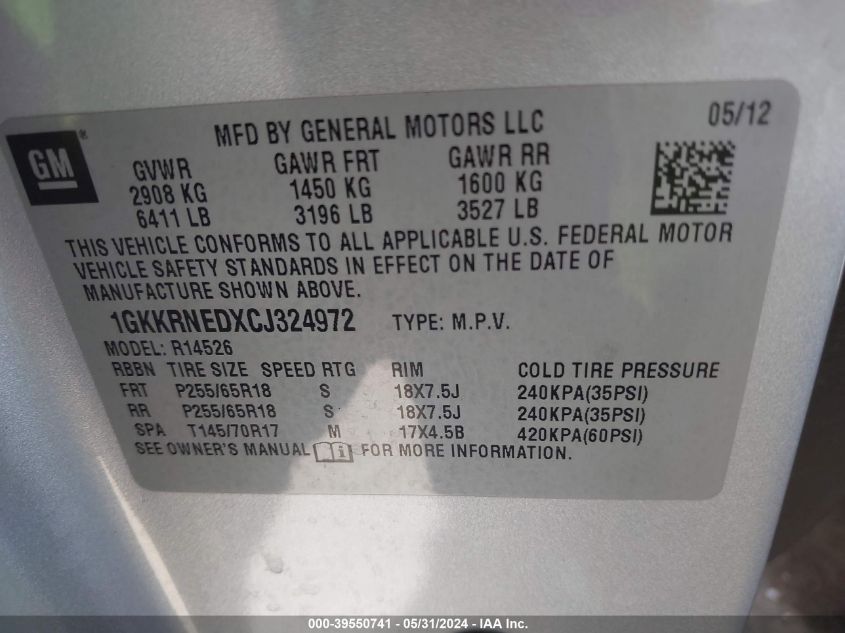 GM ®
MFD BY GENERAL MOTORS LLC 05/12
GVWR GAWR FRT GAWR RR
2908 KG 1450 KG 1600 KG
6411 LB 3196 LB 3527 LB
THIS VEHICLE CONFORMS TO ALL APPLICABLE U.S. FEDERAL MOTOR
VEHICLE SAFETY STANDARDS IN EFFECT ON THE DATE OF
MANUFACTURE SHOWN ABOVE.
1GKKRNEDXCJ324972 TYPE: M.P.V.
MODEL: R14526
RBBN TIRE SIZE SPEED RTG RIM COLD TIRE PRESSURE
FRT P255/65R18 S 18X7.5J 240KPA(35PSI)
RR P255/65R18 S 18X7.5J 240KPA(35PSI)
SPA T145/70R17 M 17X4.5B 420KPA(60PSI)
SEE OWNER'S MANUAL FOR MORE INFORMATION.
000-39550741 - 05/31/2024 - IAA Inc.